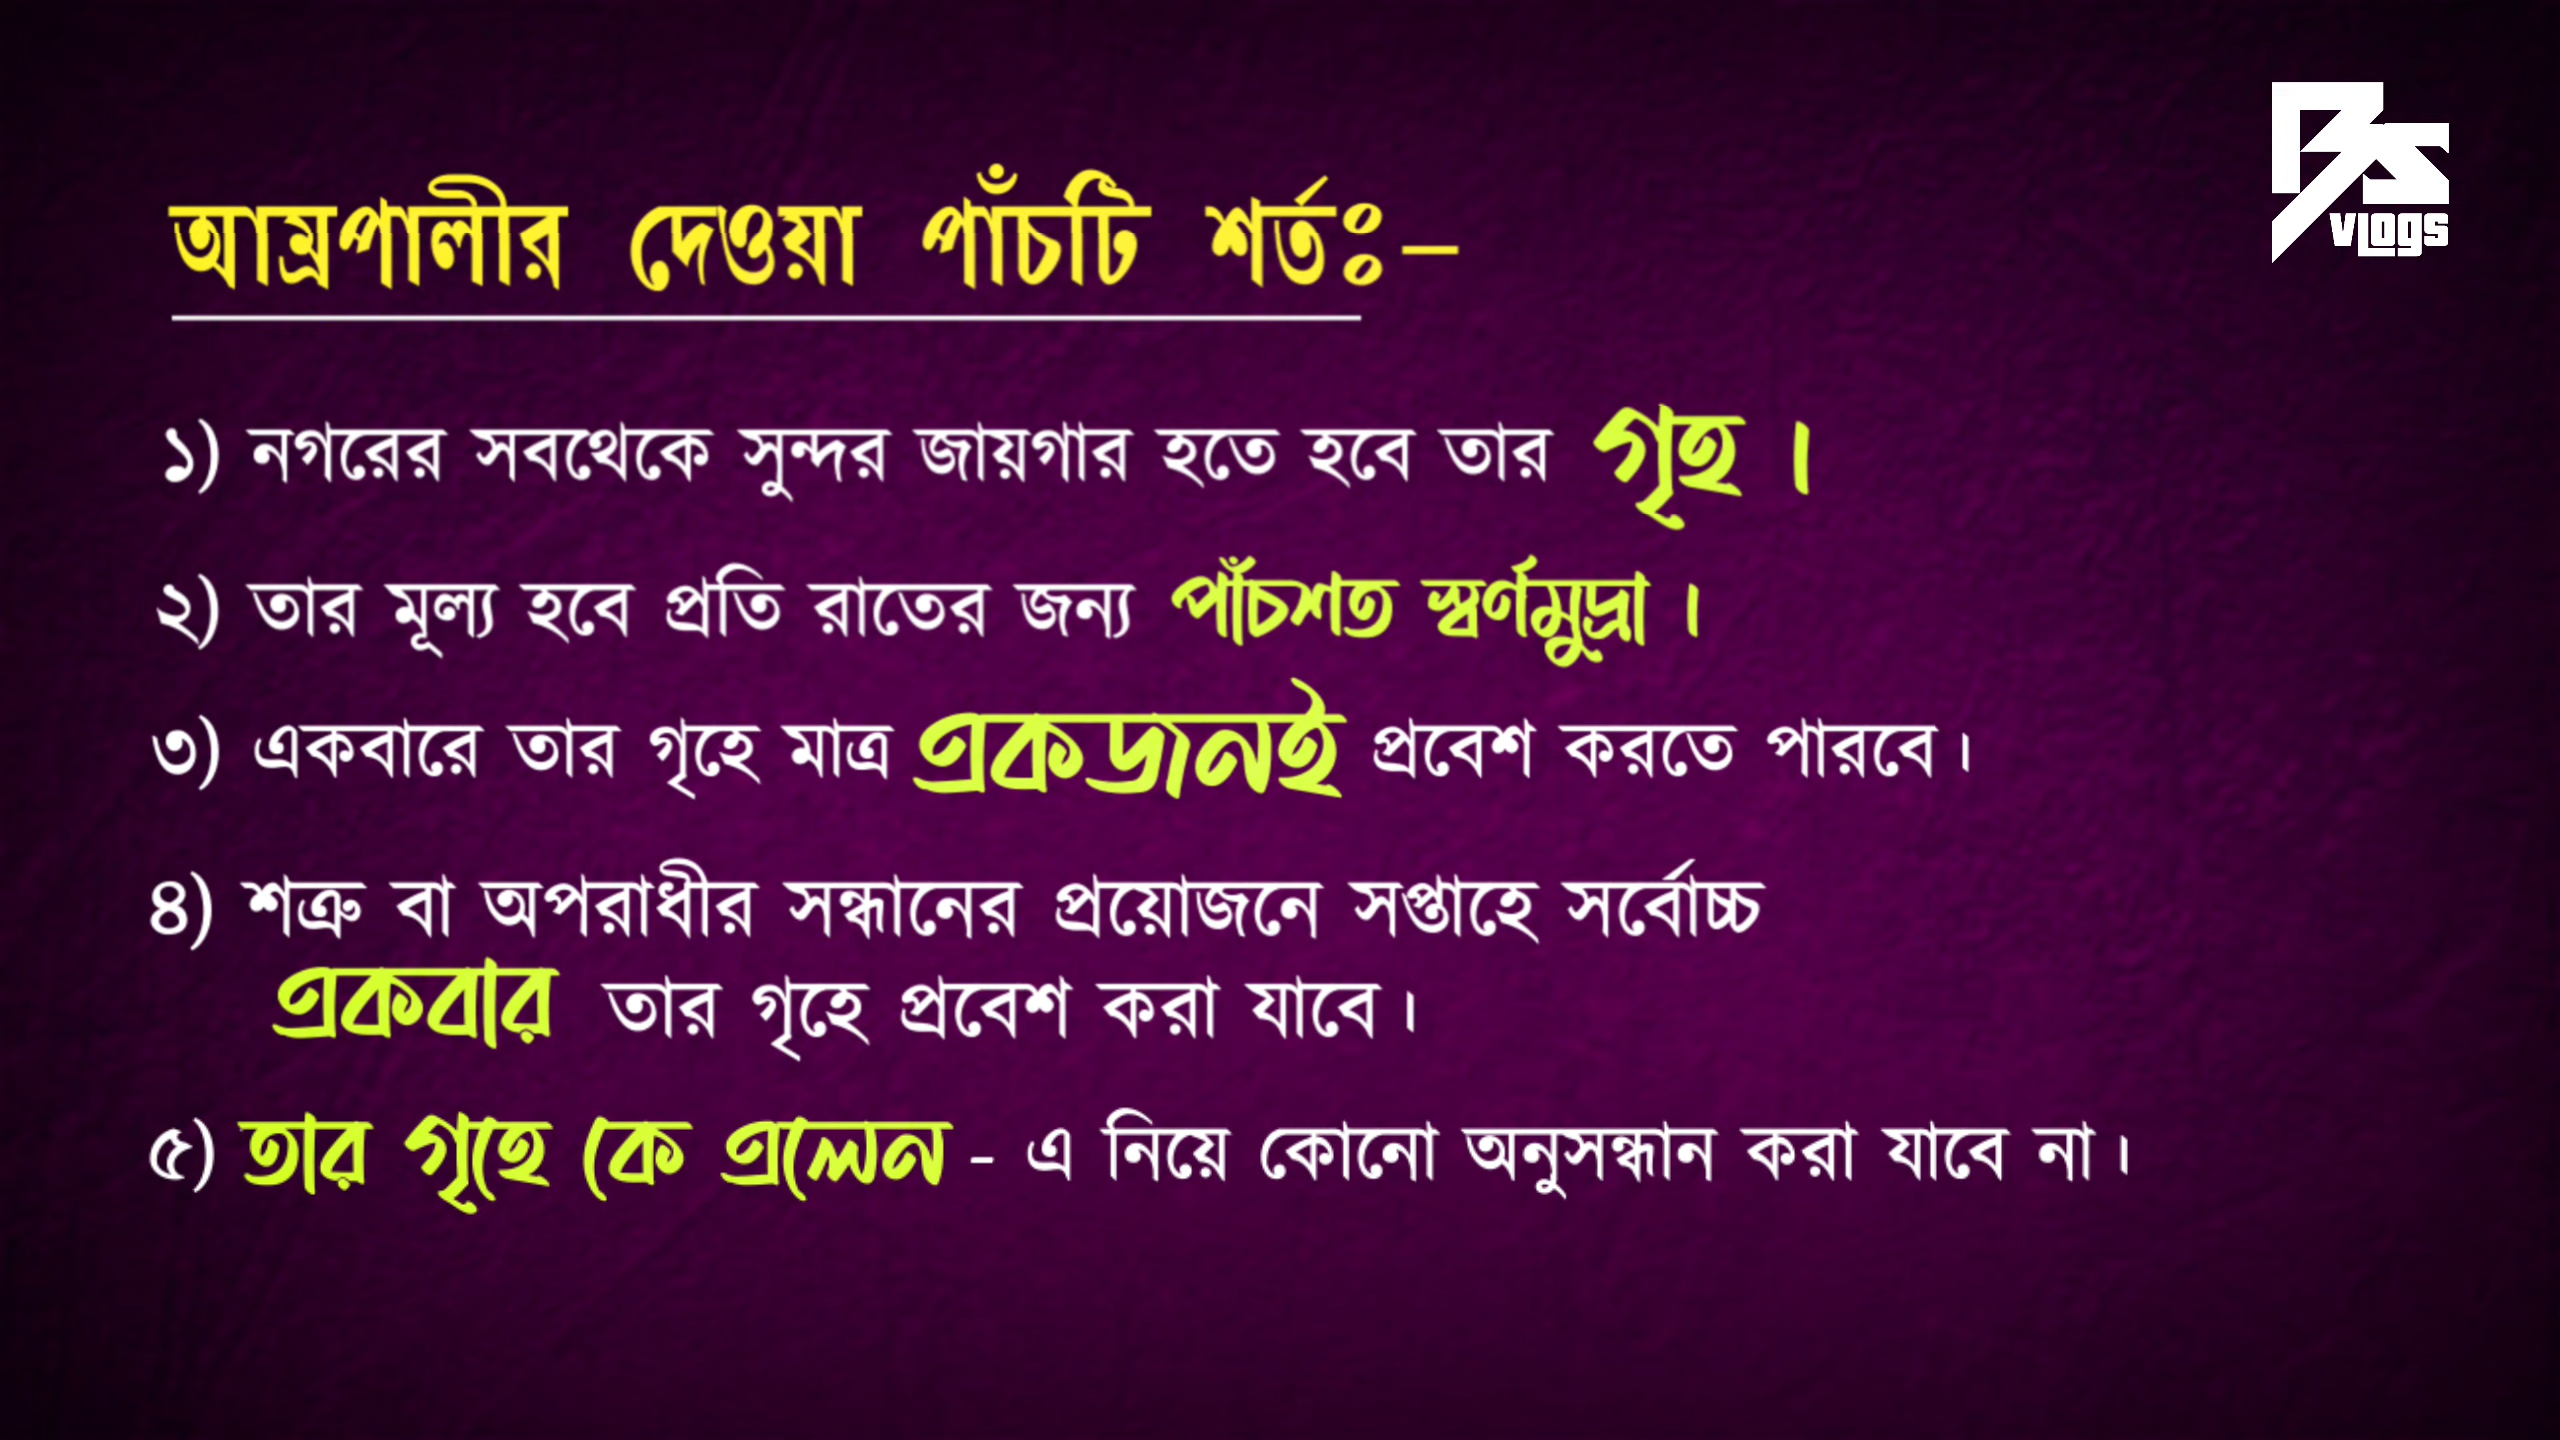 আম্রপালীর দেওয়া পাঁচটি শর্তঃ–
১) নগরের সবথেকে সুন্দর জায়গার হতে হবে তার গৃহ ।
২) তার মূল্য হবে প্রতি রাতের জন্য পাঁচশত স্বর্ণমুদ্রা ।
৩) একবারে তার গৃহে মাত্র একজনই প্রবেশ করতে পারবে।
৪) শত্রু বা অপরাধীর সন্ধানের প্রয়োজনে সপ্তাহে সর্বোচ্চ
একবার তার গৃহে প্রবেশ করা যাবে।
৫) তার গৃহে কে এলেন - এ নিয়ে কোনো অনুসন্ধান করা যাবে না।
vlogs